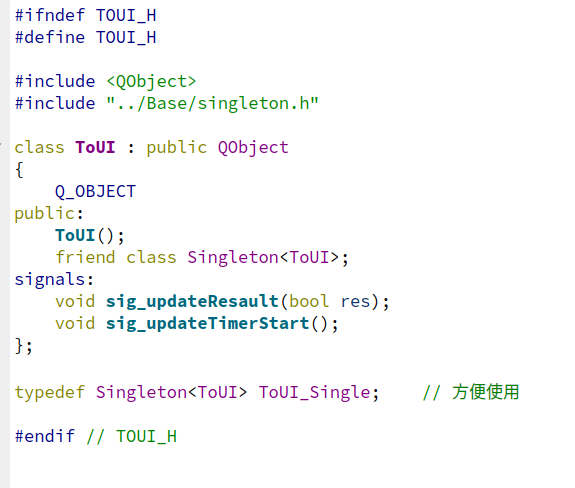 #ifndef TOUI_H
#define TOUI_H
#include <QObject>
#include "../Base/singleton.h"
class ToUI : public QObject
{
Q_OBJECT
public:
ToUI();
friend class Singleton<ToUI>;
signals:
void sig_updateResault(bool res);
void sig_updateTimerStart();
};
typedef Singleton<ToUI> ToUI_Single;    // 方便使用
#endif // TOUI_H